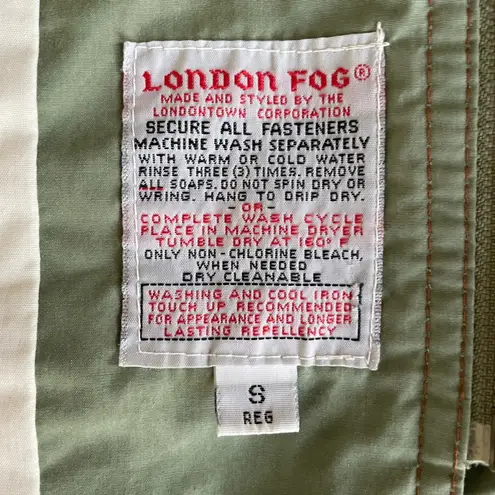 LONDON FOG®
MADE AND STYLED BY THE
LONDONTOWN CORPORATION
SECURE ALL FASTENERS
MACHINE WASH SEPARATELY
WITH WARM OR COLD WATER
RINSE THREE (3) TIMES. REMOVE
ALL SOAPS. DO NOT SPIN DRY OR
WRING. HANG TO DRIP DRY.
-OR-
COMPLETE WASH CYCLE
PLACE IN MACHINE DRYER
TUMBLE DRY AT 160° F
ONLY NON-CHLORINE BLEACH,
WHEN NEEDED
DRY CLEANABLE
WASHING AND COOL IRON
TOUCH UP RECOMMENDED
FOR APPEARANCE AND LONGER
LASTING REPELLENCY
S
REG